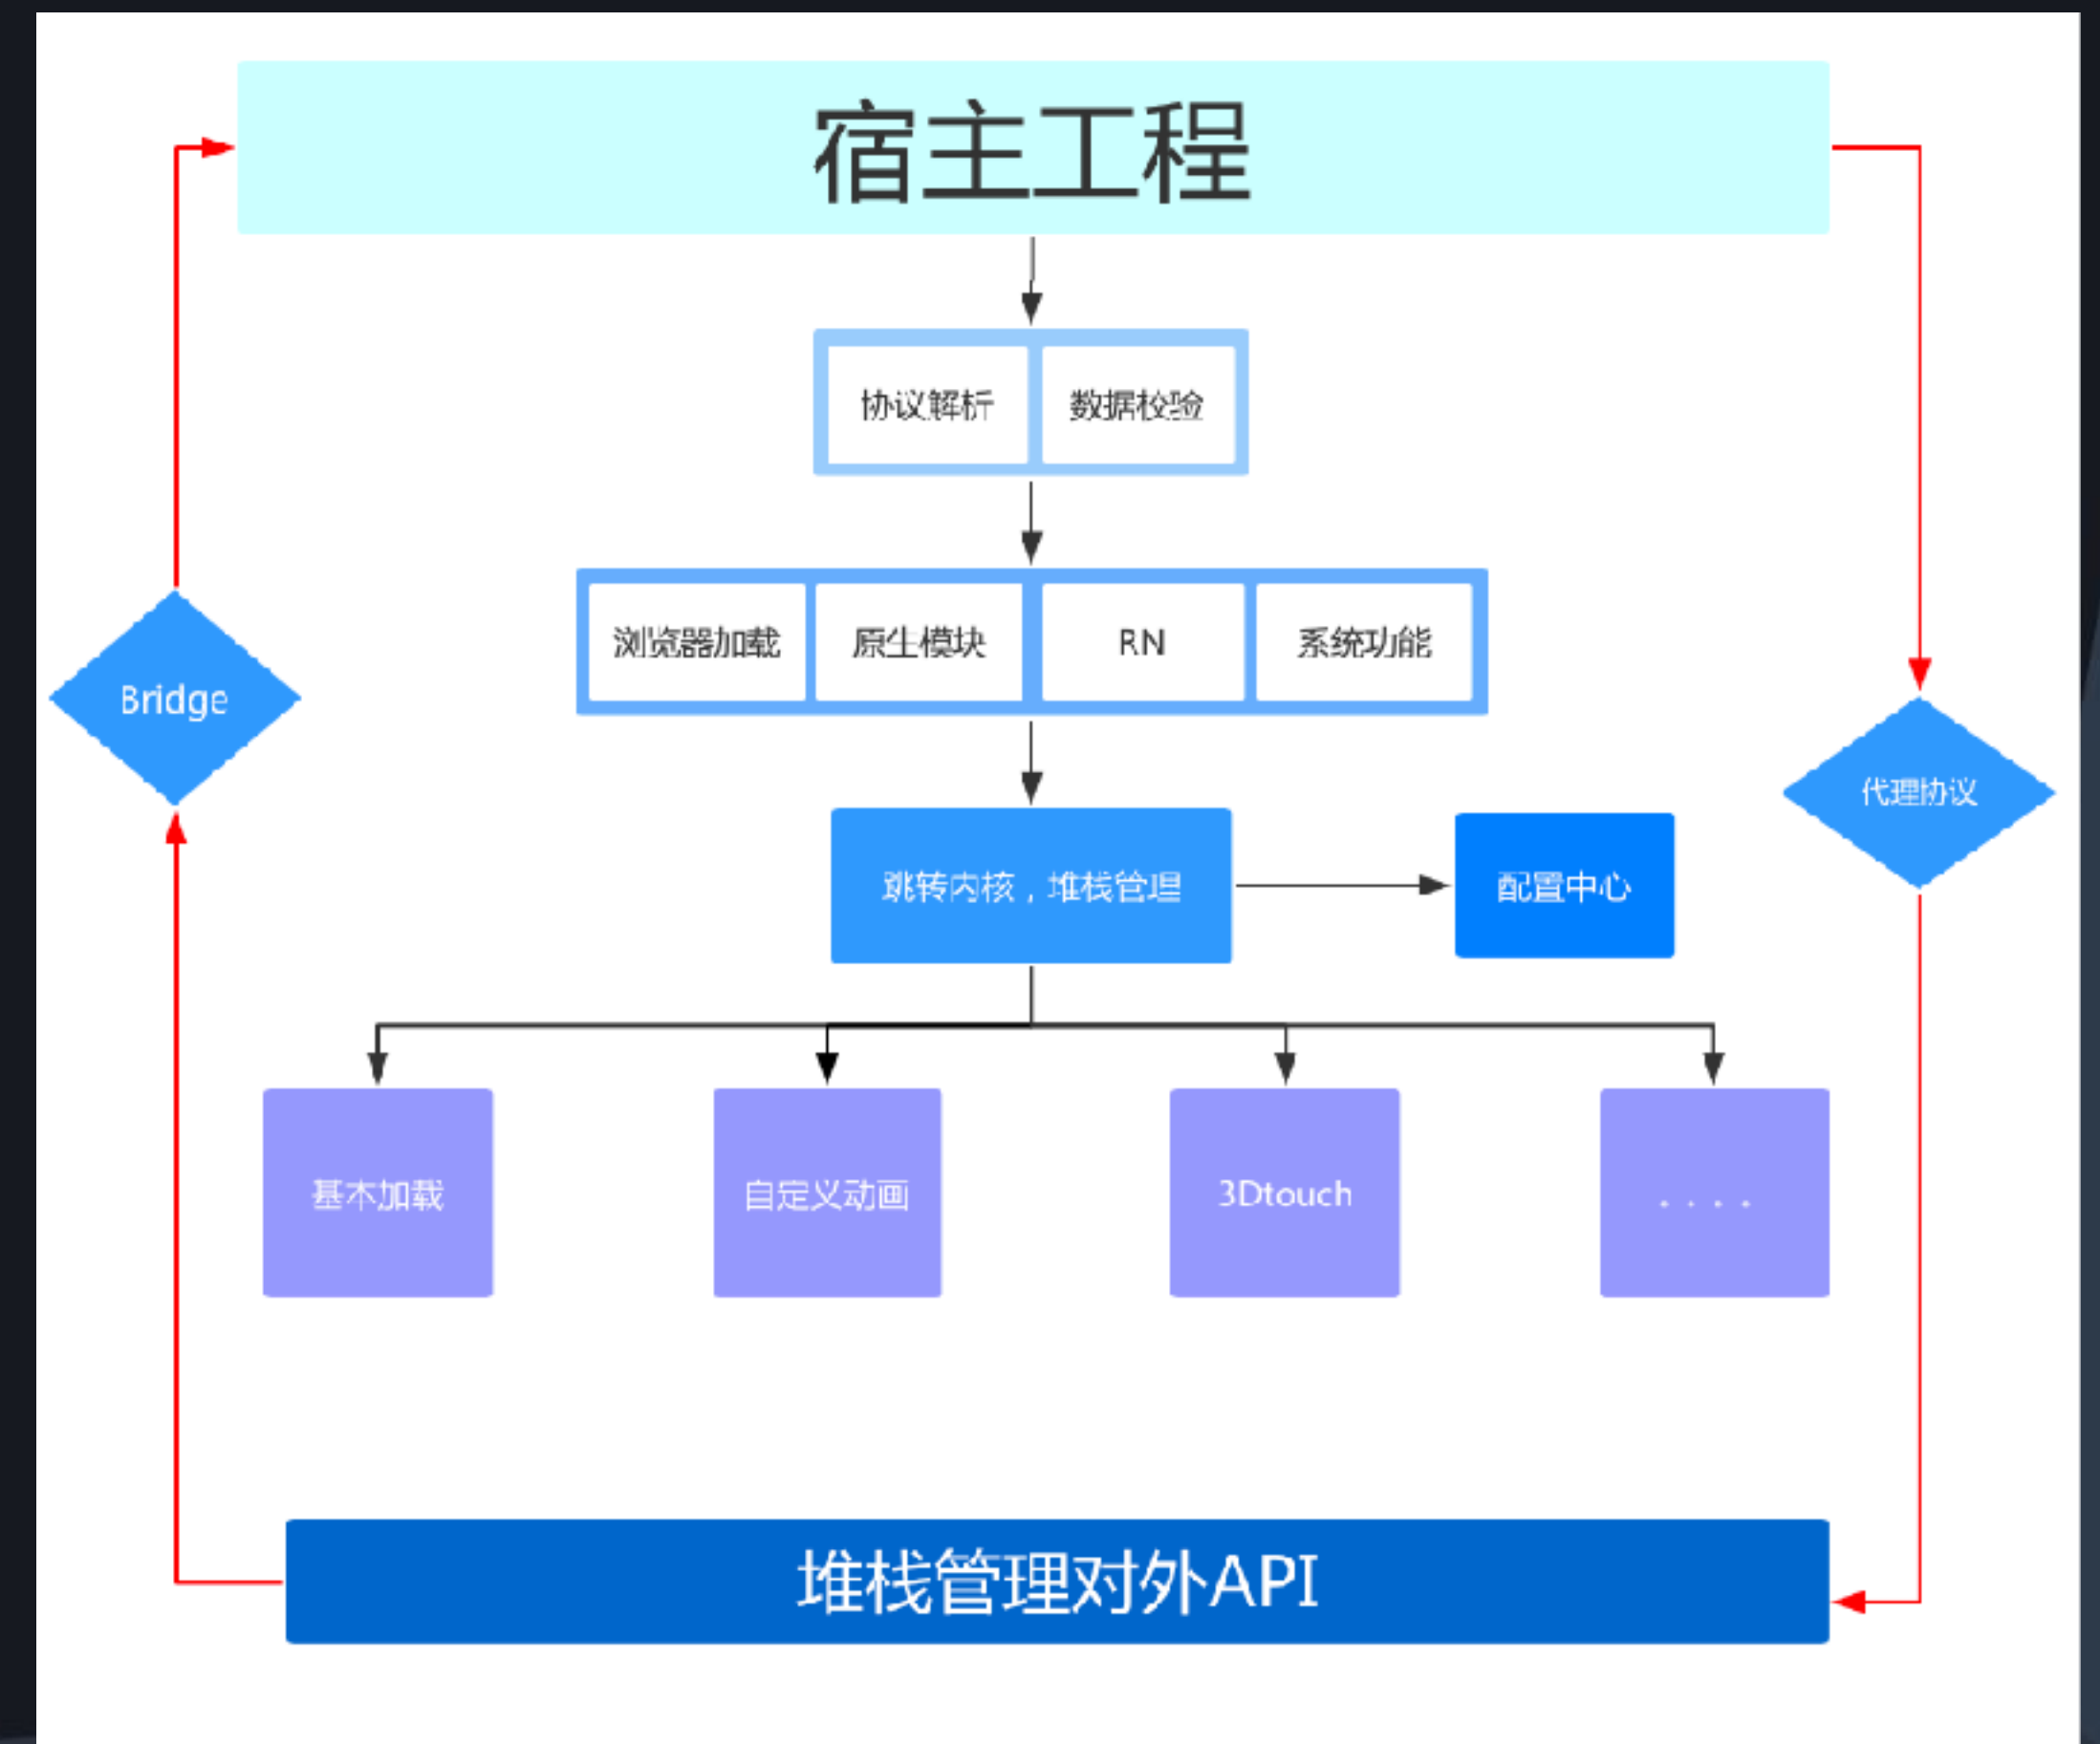 宿主工程
协议解析
数据校验
浏览器加载
原生模块
RN
系统功能
Bridge
代理协议
跳转内核，堆栈管理
配置中心
基本加载
自定义动画
3Dtouch
。。。。
堆栈管理对外API